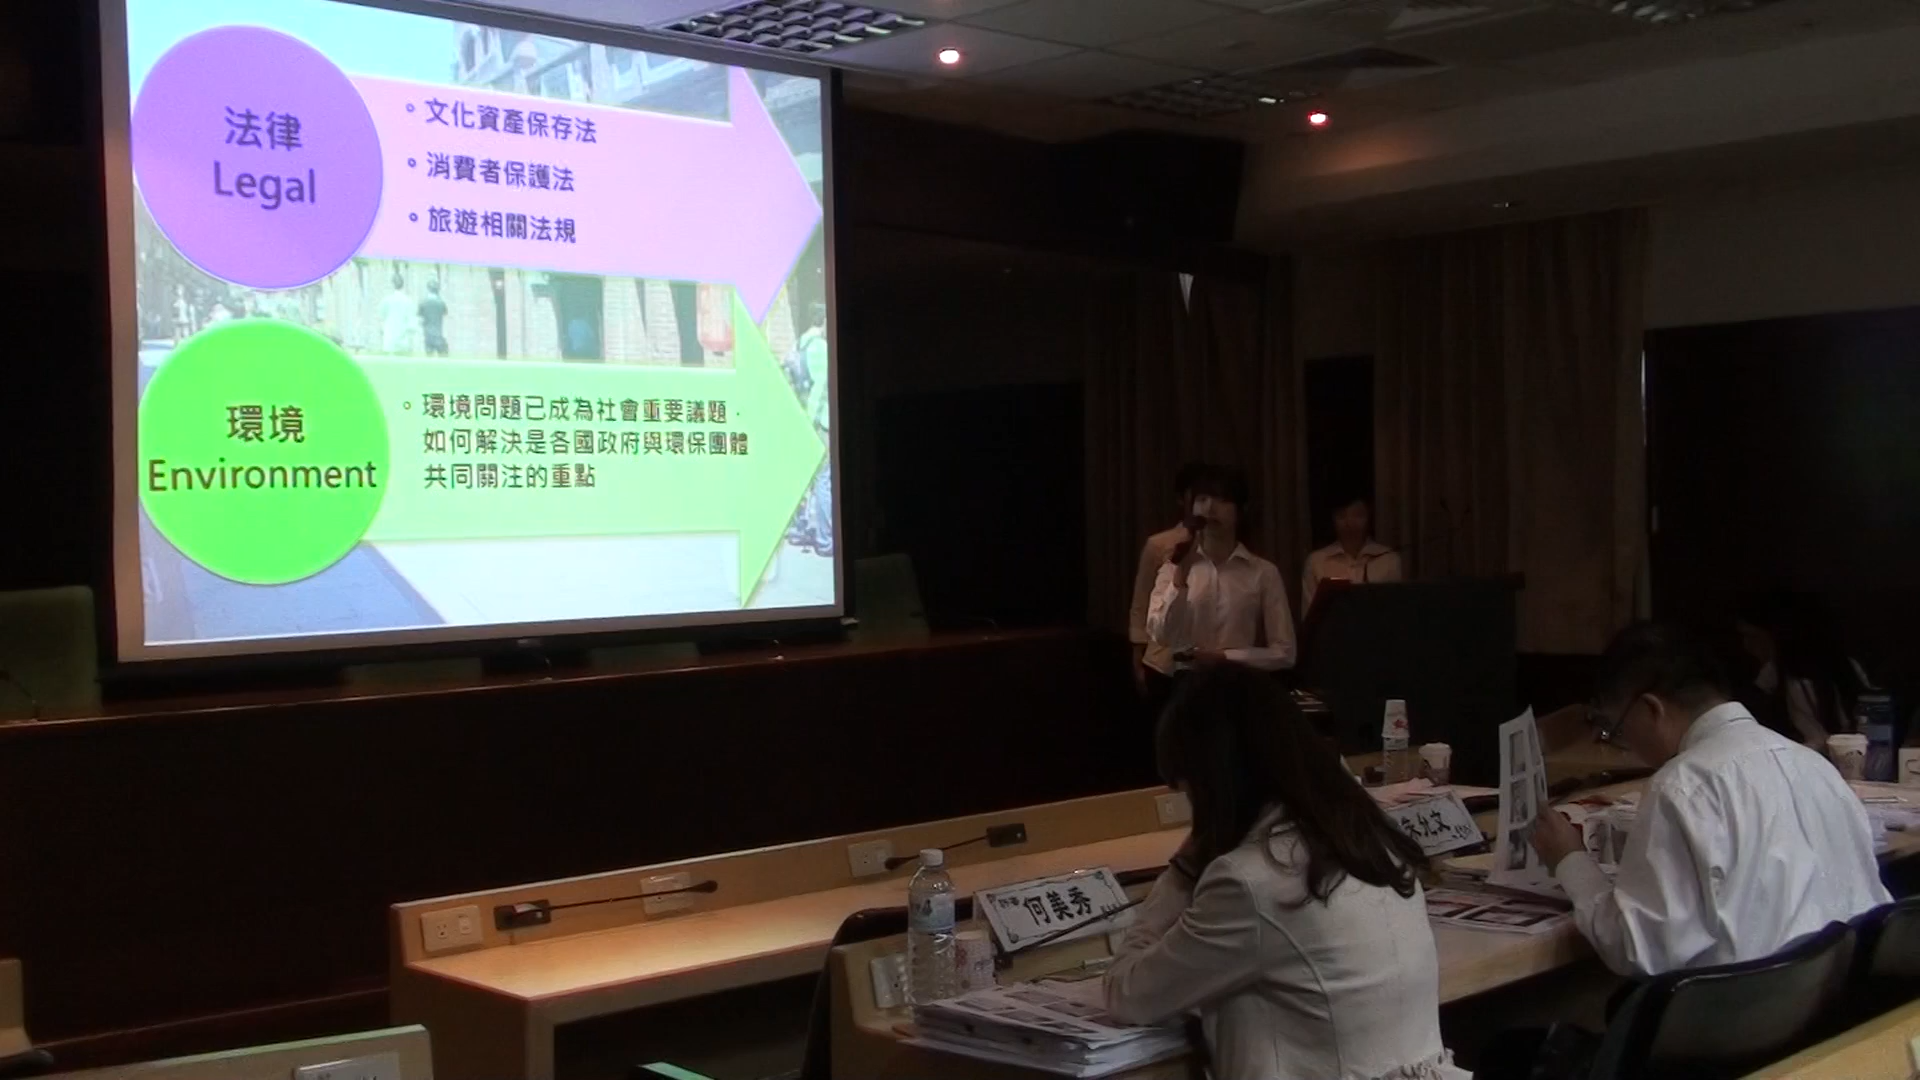 法律
Legal
。文化資產保存法
。消費者保護法
。旅遊相關法規
環境
Environment
。環境問題已成為社會重要議題，
如何解決是各國政府與環保團體
共同關注的重點
何美秀
允文